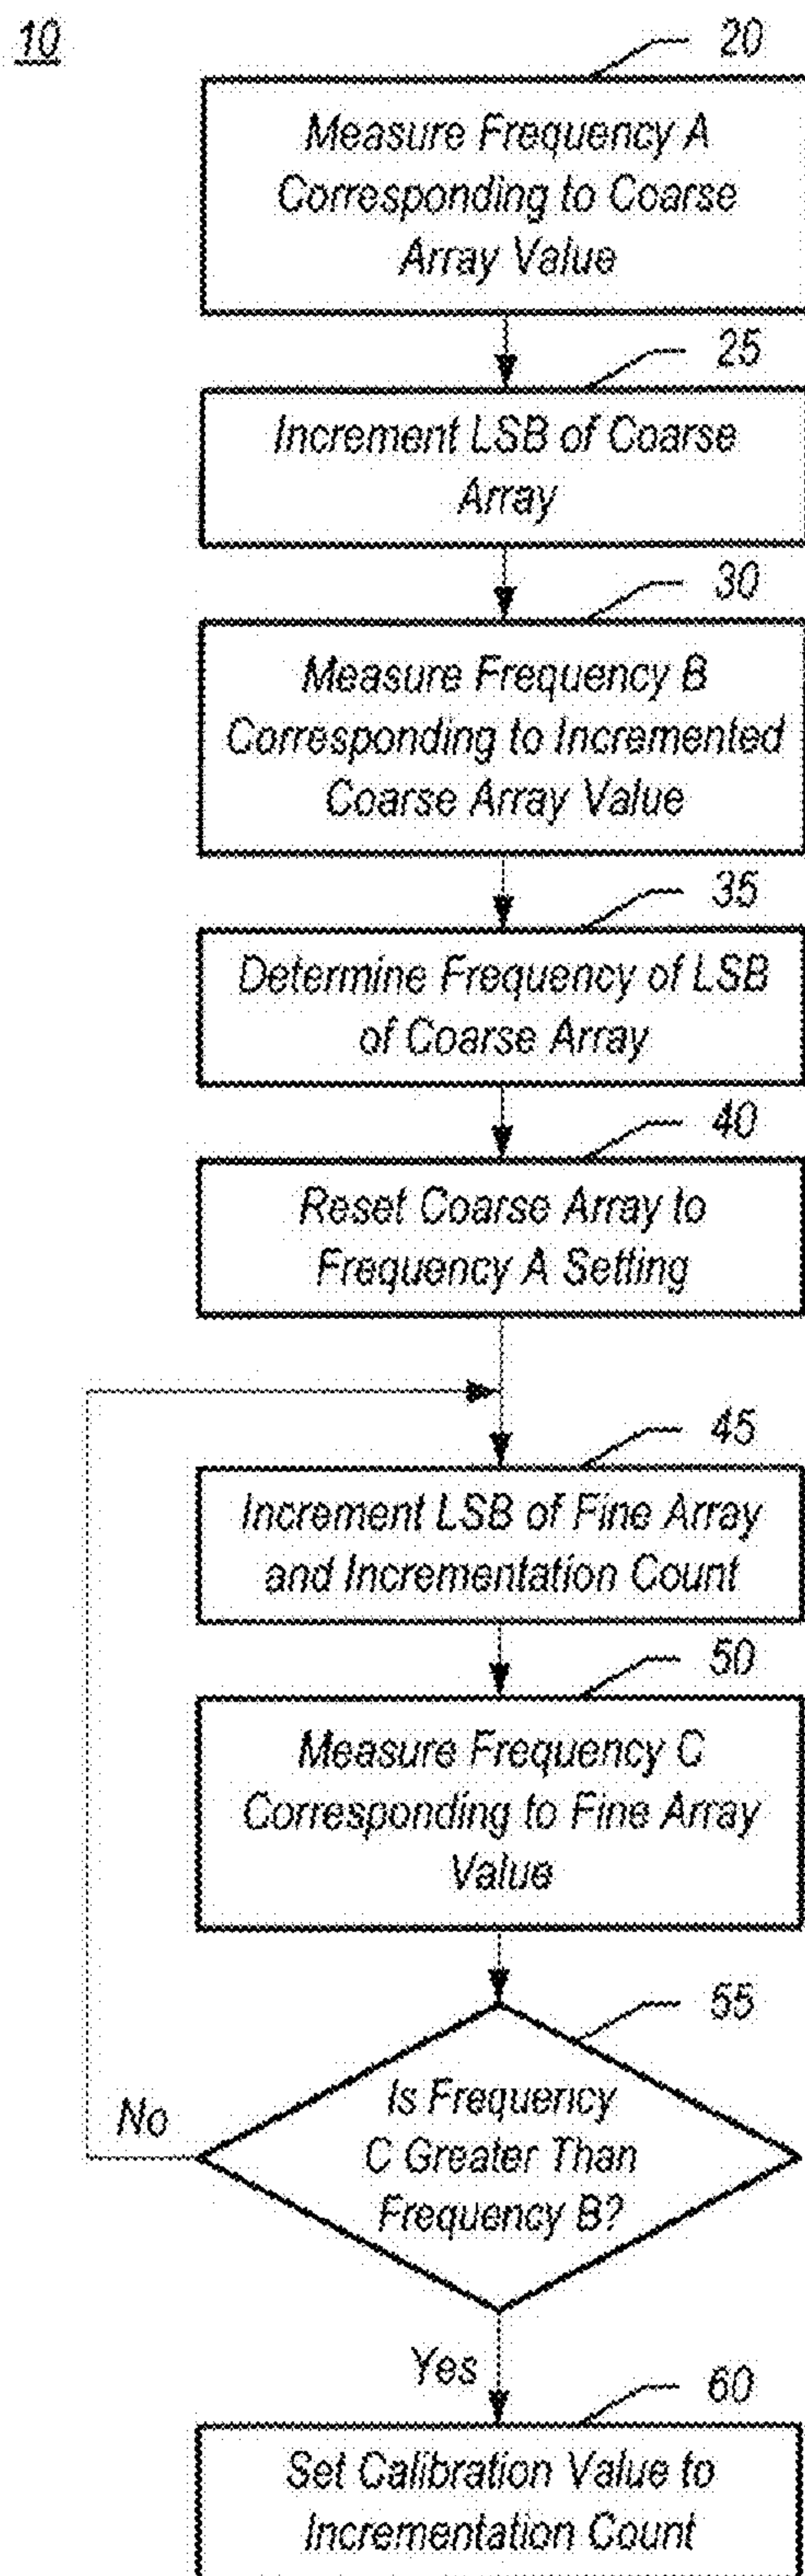 10
20
Measure Frequency A
Corresponding to Coarse
Array Value
25
Increment LSB of Coarse
Array
30
Measure Frequency B
Corresponding to Incremented
Coarse Array Value
35
Determine Frequency of LSB
of Coarse Array
40
Reset Coarse Array to
Frequency A Setting
45
Increment LSB of Fine Array
and Incrementation Count
50
Measure Frequency C
Corresponding to Fine Array
Value
55
Is Frequency
C Greater Than
Frequency B?
No
Yes
60
Set Calibration Value to
Incrementation Count